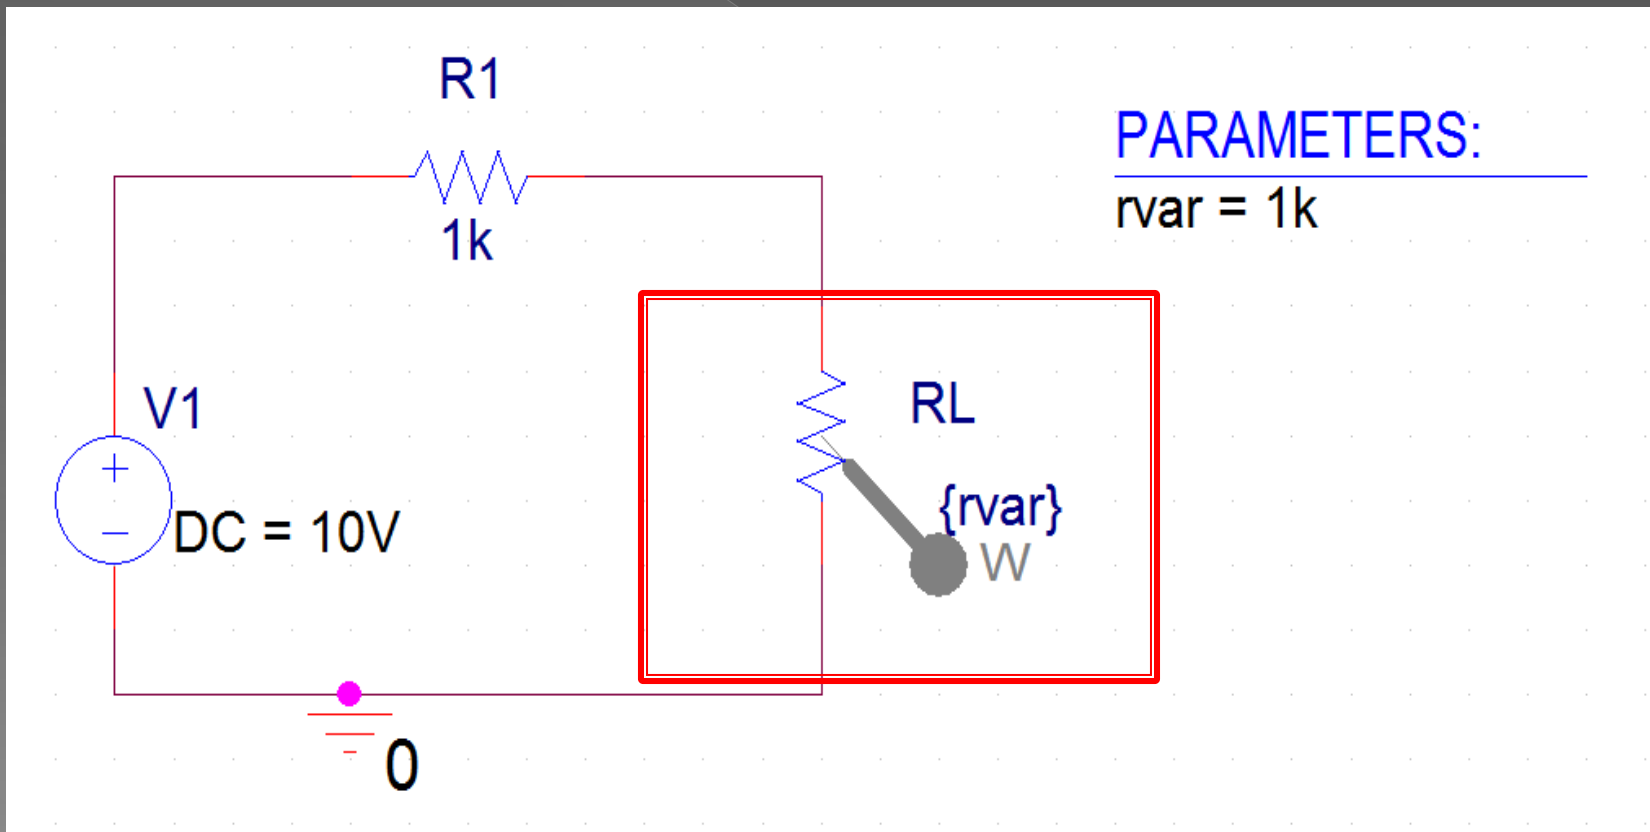 R1
1k
PARAMETERS:
rvar = 1k
V1
+
−
DC = 10V
RL
{rvar}
W
0